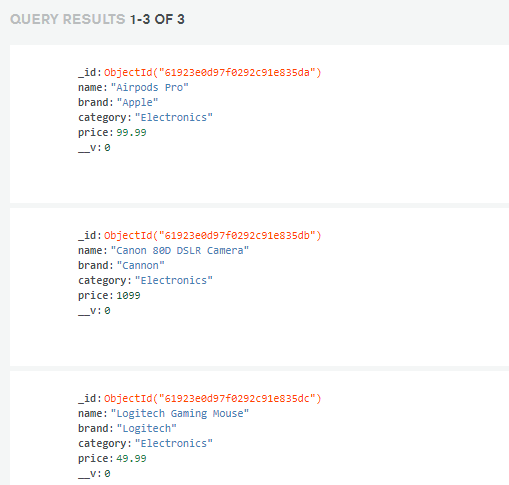 QUERY RESULTS 1-3 OF 3
_id: ObjectId("61923e0d97f0292c91e835da")
name: "Airpods Pro"
brand: "Apple"
category: "Electronics"
price: 99.99
__v: 0
_id: ObjectId("61923e0d97f0292c91e835db")
name: "Canon 80D DSLR Camera"
brand: "Cannon"
category: "Electronics"
price: 1099
__v: 0
_id: ObjectId("61923e0d97f0292c91e835dc")
name: "Logitech Gaming Mouse"
brand: "Logitech"
category: "Electronics"
price: 49.99
__v: 0